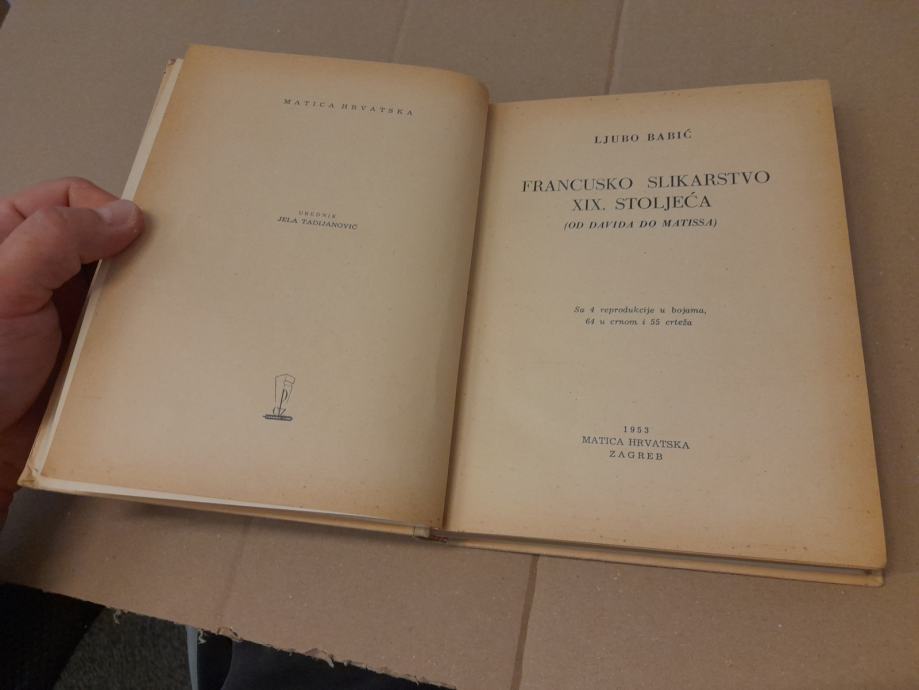 MATICA HRVATSKA
UREDNIK
JELA TADIJANOVIĆ
LJUBO BABIĆ
FRANCUSKO SLIKARSTVO
XIX. STOLJEĆA
(OD DAVIDA DO MATISSA)
Sa 4 reprodukcije u bojama,
64 u crnom i 55 crteža
1953
MATICA HRVATSKA
ZAGREB